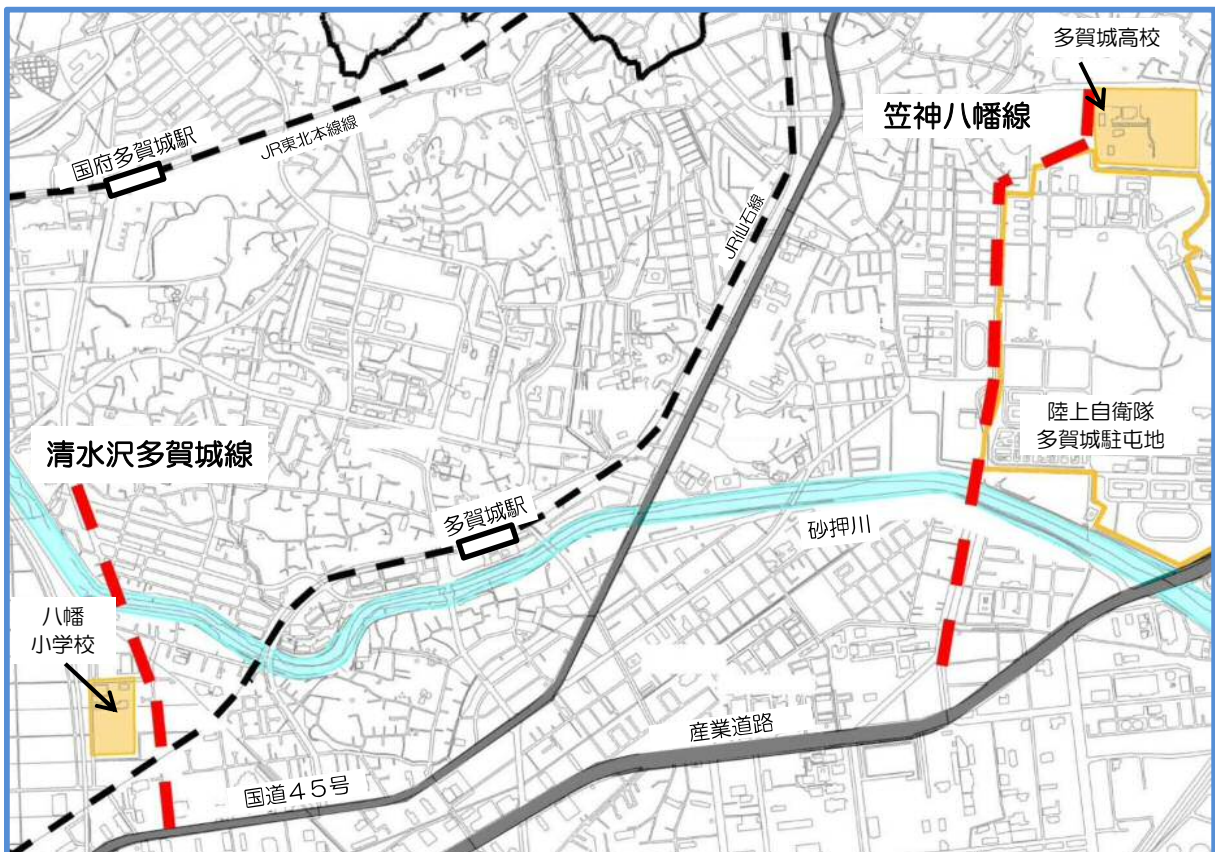 多賀城高校
笠神八幡線
国府多賀城駅
JR東北本線線
JR仙石線
陸上自衛隊
多賀城駐屯地
清水沢多賀城線
多賀城駅
砂押川
八幡
小学校
産業道路
国道45号